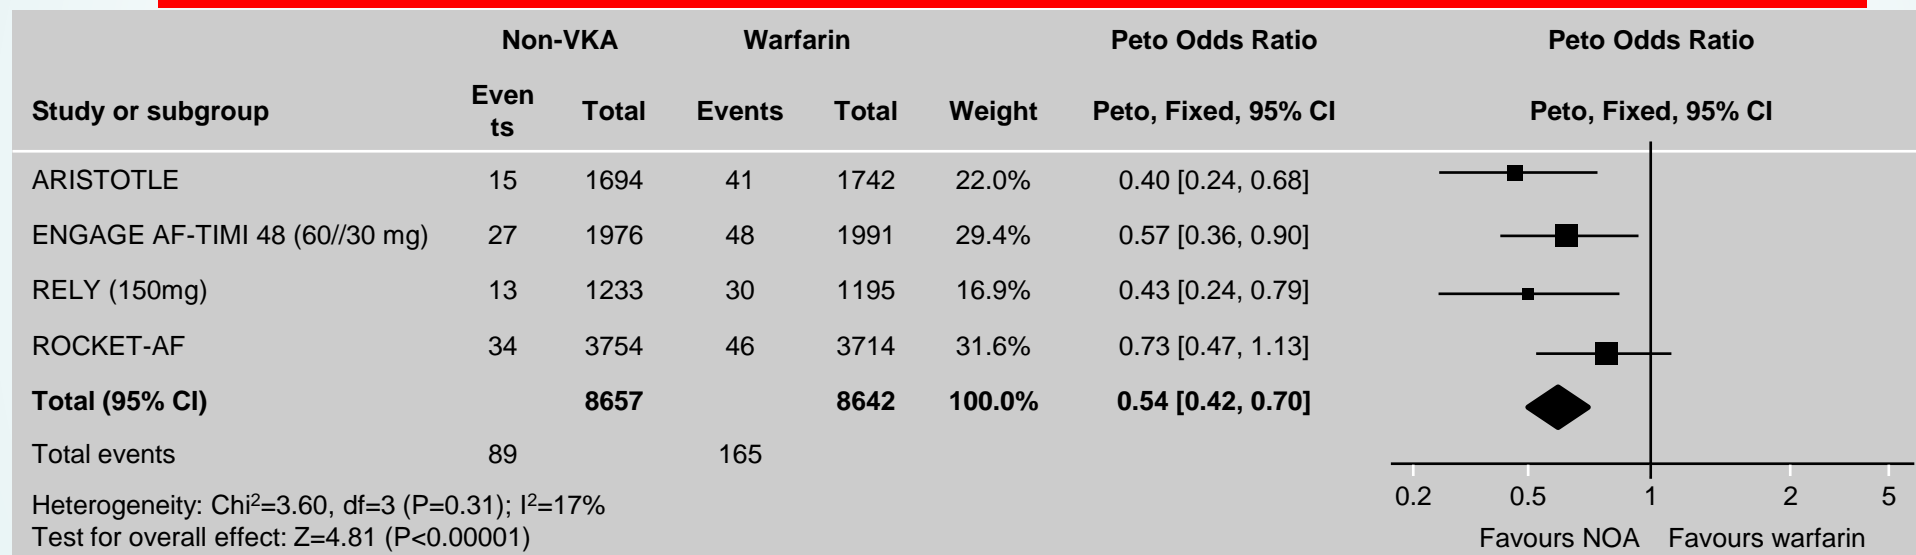 Non-VKA Warfarin Peto Odds Ratio Peto Odds Ratio
Study or subgroup Even
ts Total Events Total Weight Peto, Fixed, 95% CI Peto, Fixed, 95% CI
ARISTOTLE 15 1694 41 1742 22.0% 0.40 [0.24, 0.68]
ENGAGE AF-TIMI 48 (60//30 mg) 27 1976 48 1991 29.4% 0.57 [0.36, 0.90]
RELY (150mg) 13 1233 30 1195 16.9% 0.43 [0.24, 0.79]
ROCKET-AF 34 3754 46 3714 31.6% 0.73 [0.47, 1.13]
Total (95% CI) 8657 8642 100.0% 0.54 [0.42, 0.70]
Total events 89 165
Heterogeneity: Chi²=3.60, df=3 (P=0.31); I²=17%
Test for overall effect: Z=4.81 (P<0.00001)
0.2 0.5 1 2 5
Favours NOA Favours warfarin